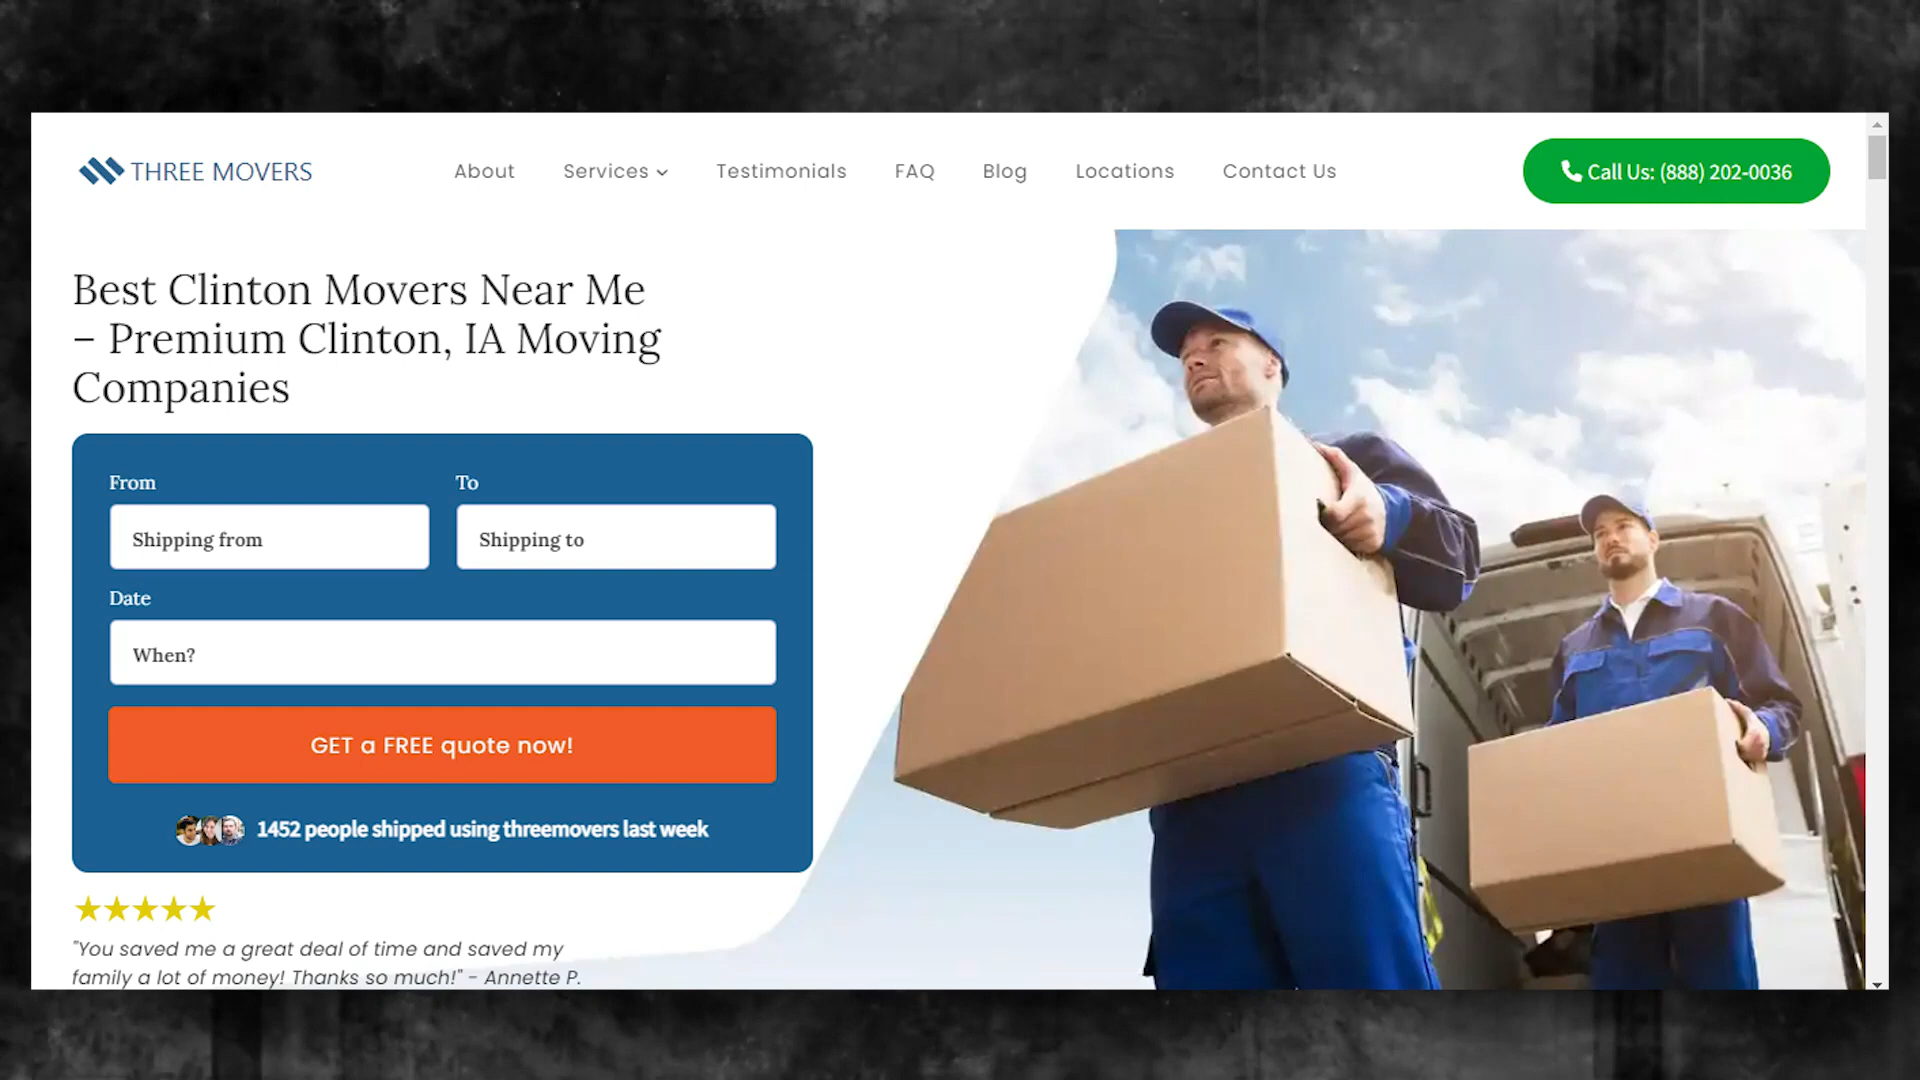 THREE MOVERS
About Services Testimonials FAQ Blog Locations Contact Us
Call Us: (888) 202-0036
Best Clinton Movers Near Me
– Premium Clinton, IA Moving
Companies
From To
Shipping from Shipping to
Date
When?
GET a FREE quote now!
1452 people shipped using threemovers last week
"You saved me a great deal of time and saved my
family a lot of money! Thanks so much!" - Annette P.